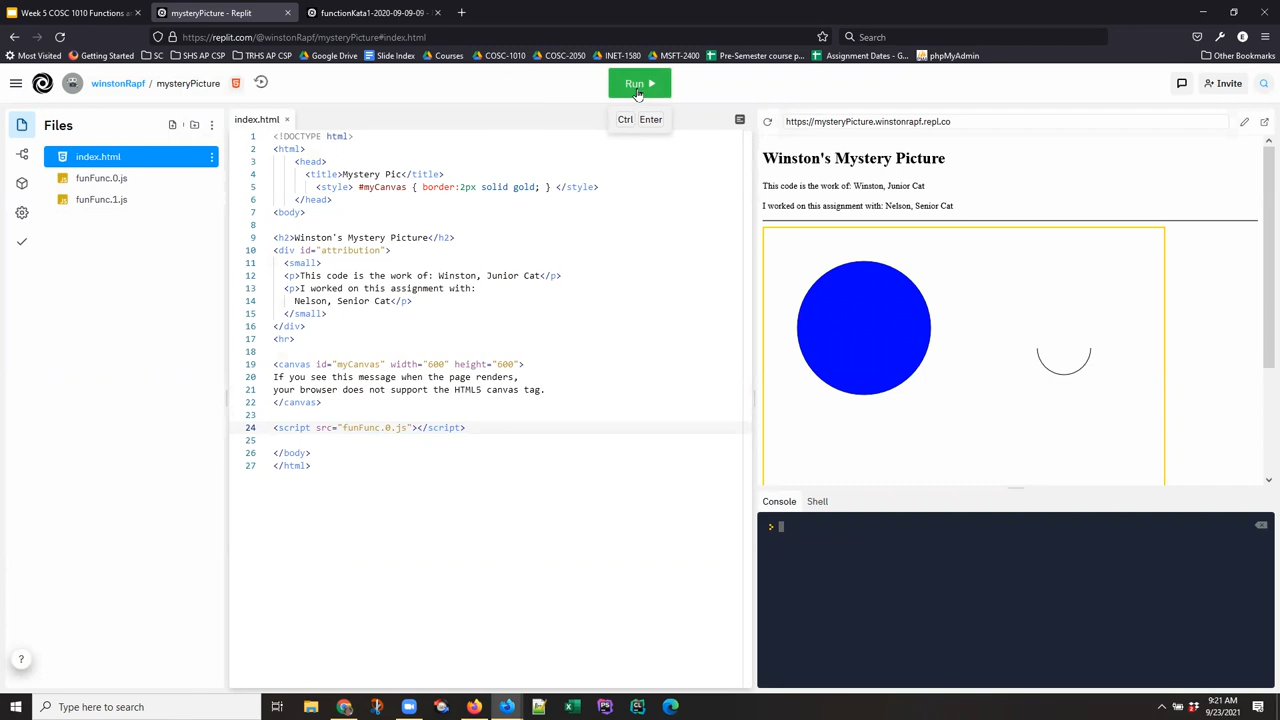 Week 5 COSC 1010 Functions an
mysteryPicture - Replit
functionKata1-2020-09-09-09 -
https://replit.com/@winstonRapf/mysteryPicture#index.html
Search
Most Visited
Getting Started
SC
SHS AP CSP
TRHS AP CSP
Google Drive
Slide Index
Courses
COSC-1010
COSC-2050
INET-1580
MSFT-2400
Pre-Semester course p...
Assignment Dates - G...
phpMyAdmin
Other Bookmarks
winstonRapf / mysteryPicture
Run
Invite
Ctrl Enter
Files
index.html
funFunc.0.js
funFunc.1.js
index.html
1 <!DOCTYPE html>
2 <html>
3 <head>
4 <title>Mystery Pic</title>
5 <style> #myCanvas { border:2px solid gold; } </style>
6 </head>
7 <body>
8
9 <h2>Winston's Mystery Picture</h2>
10 <div id="attribution">
11 <small>
12 <p>This code is the work of: Winston, Junior Cat</p>
13 <p>I worked on this assignment with:
14 Nelson, Senior Cat</p>
15 </small>
16 </div>
17 <hr>
18
19 <canvas id="myCanvas" width="600" height="600">
20 If you see this message when the page renders,
21 your browser does not support the HTML5 canvas tag.
22 </canvas>
23
24 <script src="funFunc.0.js"></script>
25
26 </body>
27 </html>
https://mysteryPicture.winstonrapf.repl.co
Winston's Mystery Picture
This code is the work of: Winston, Junior Cat
I worked on this assignment with: Nelson, Senior Cat
Console
Shell
?
Type here to search
PS
CL
9:21 AM
9/23/2021